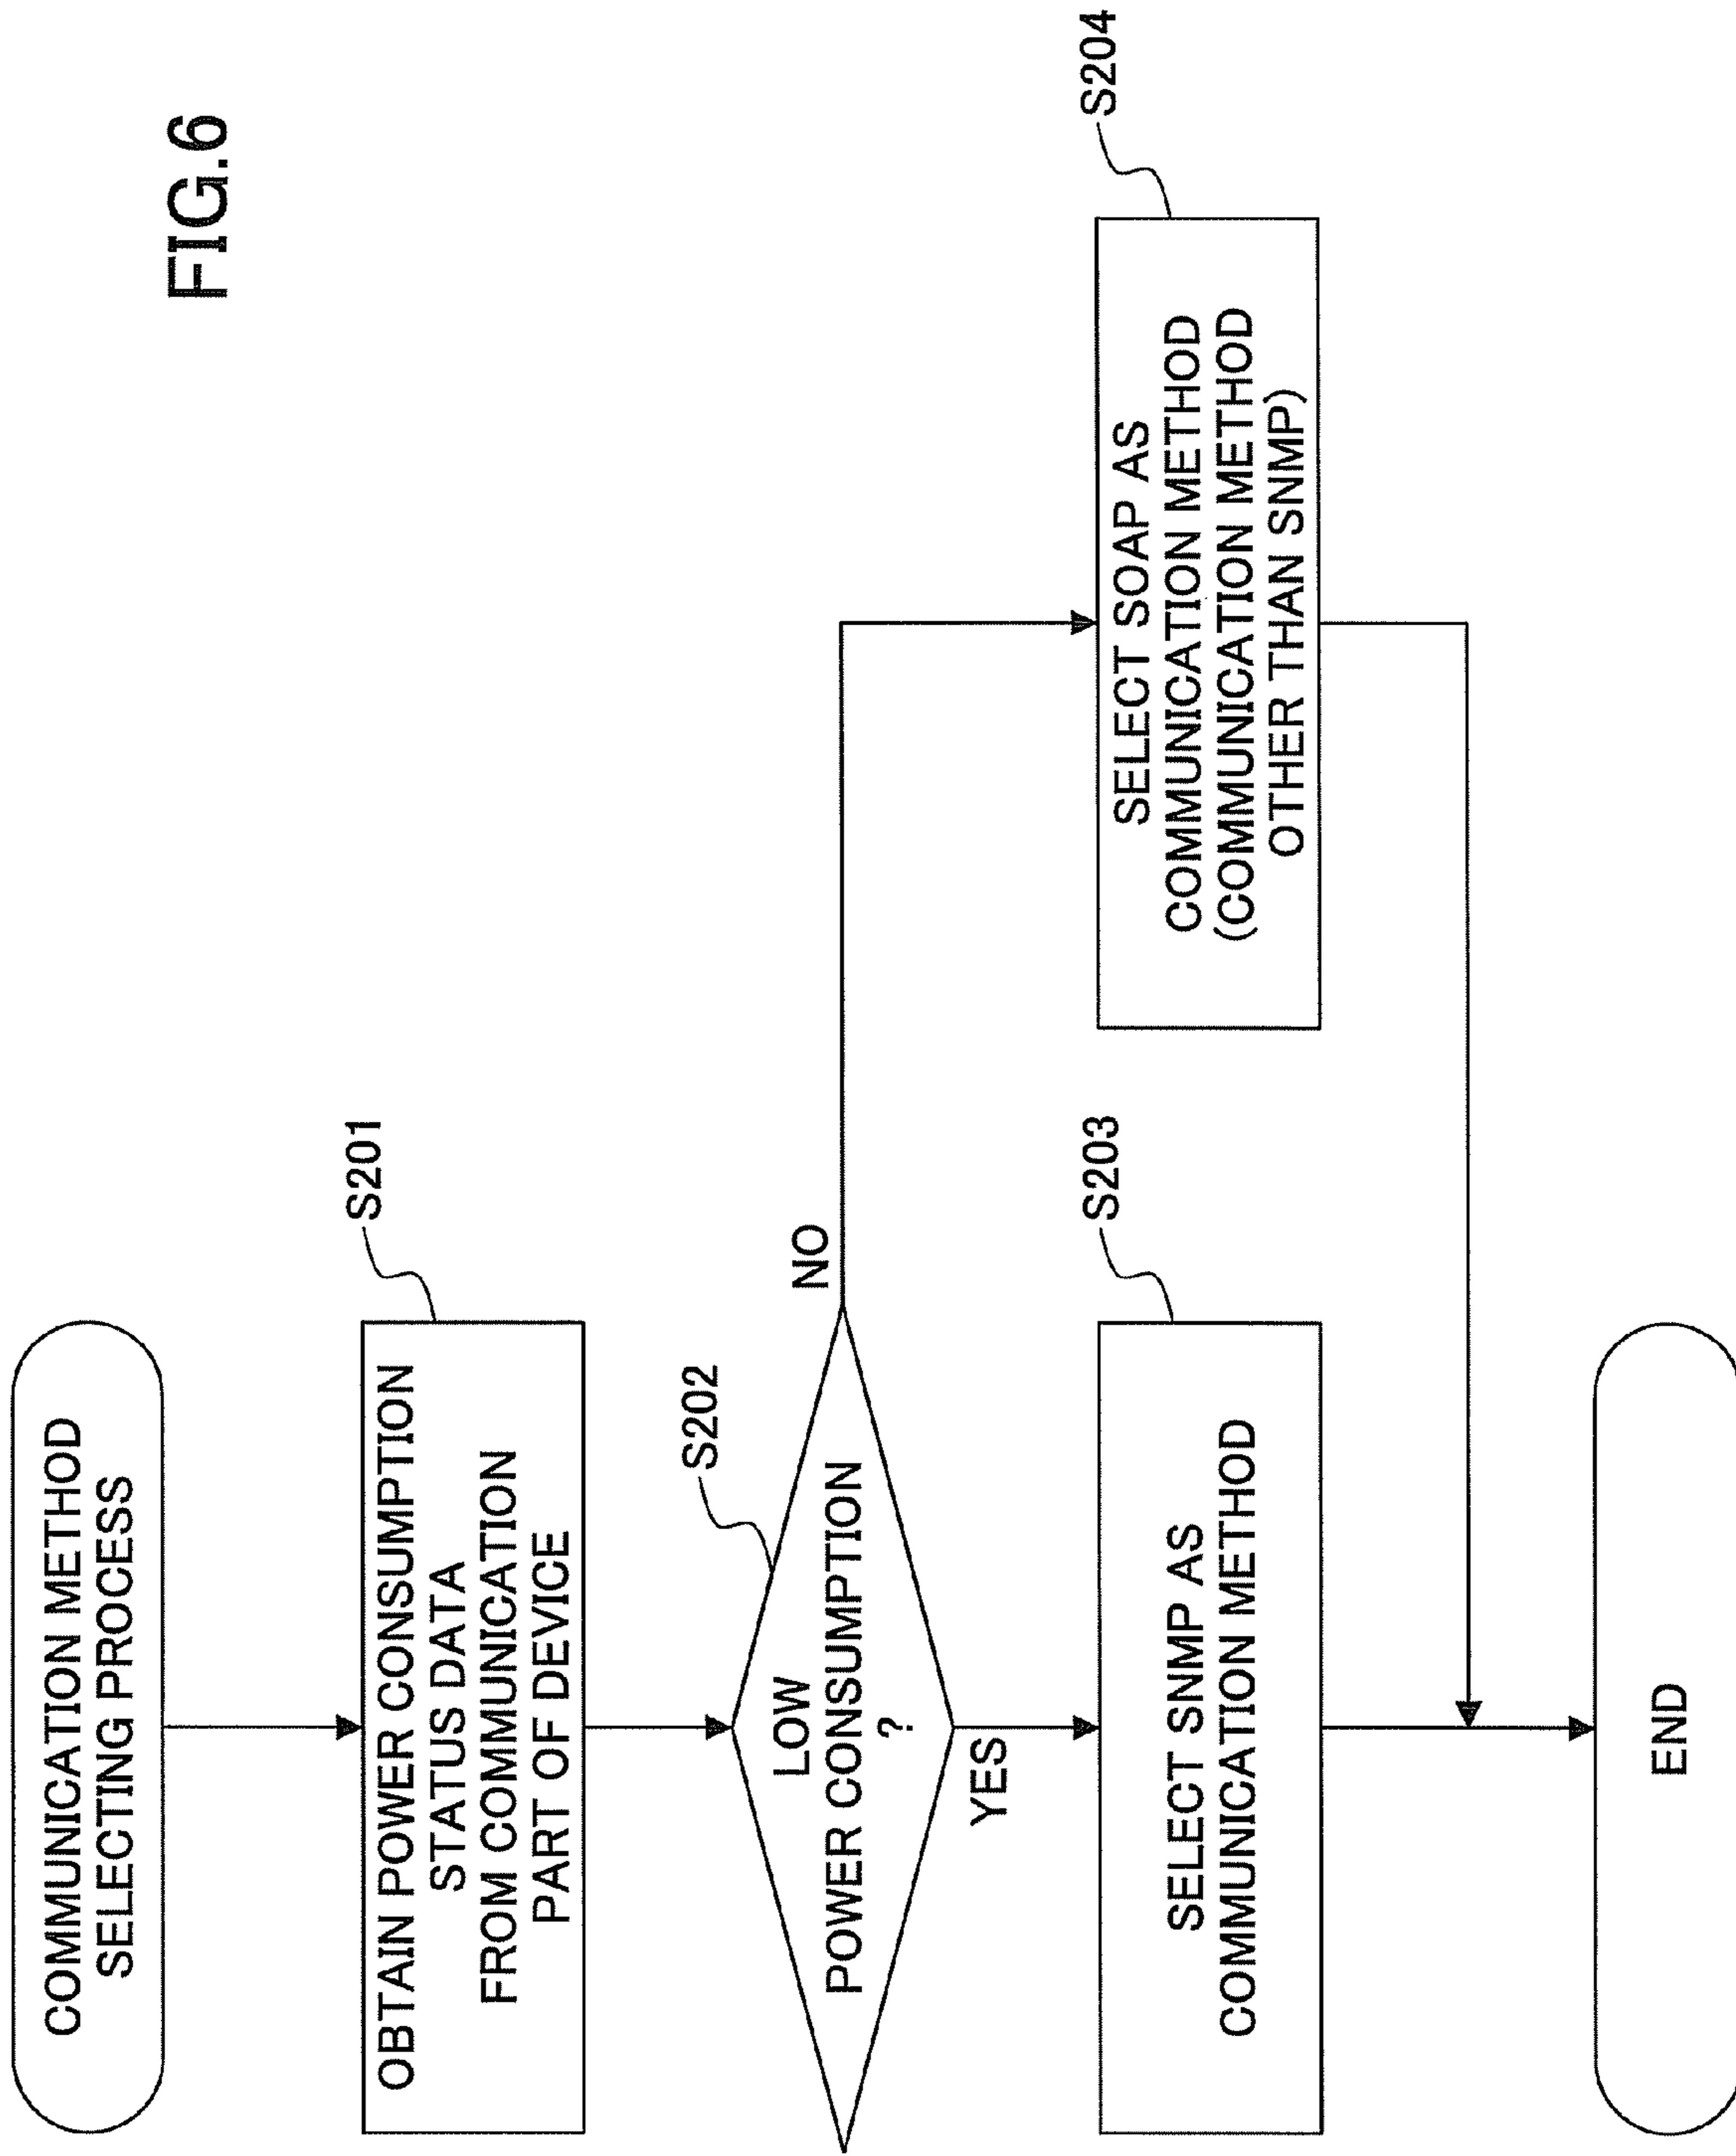 FIG.6
COMMUNICATION METHOD
SELECTING PROCESS
S201
OBTAIN POWER CONSUMPTION
STATUS DATA
FROM COMMUNICATION
PART OF DEVICE
S202
LOW
POWER CONSUMPTION
?
NO
YES
S203
SELECT SNMP AS
COMMUNICATION METHOD
S204
SELECT SOAP AS
COMMUNICATION METHOD
(COMMUNICATION METHOD
OTHER THAN SNMP)
END